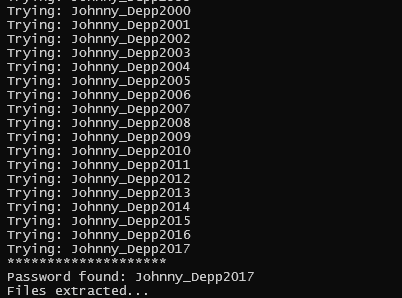 Trying: Johnny_Depp2000
Trying: Johnny_Depp2001
Trying: Johnny_Depp2002
Trying: Johnny_Depp2003
Trying: Johnny_Depp2004
Trying: Johnny_Depp2005
Trying: Johnny_Depp2006
Trying: Johnny_Depp2007
Trying: Johnny_Depp2008
Trying: Johnny_Depp2009
Trying: Johnny_Depp2010
Trying: Johnny_Depp2011
Trying: Johnny_Depp2012
Trying: Johnny_Depp2013
Trying: Johnny_Depp2014
Trying: Johnny_Depp2015
Trying: Johnny_Depp2016
Trying: Johnny_Depp2017
********************
Password found: Johnny_Depp2017
Files extracted...